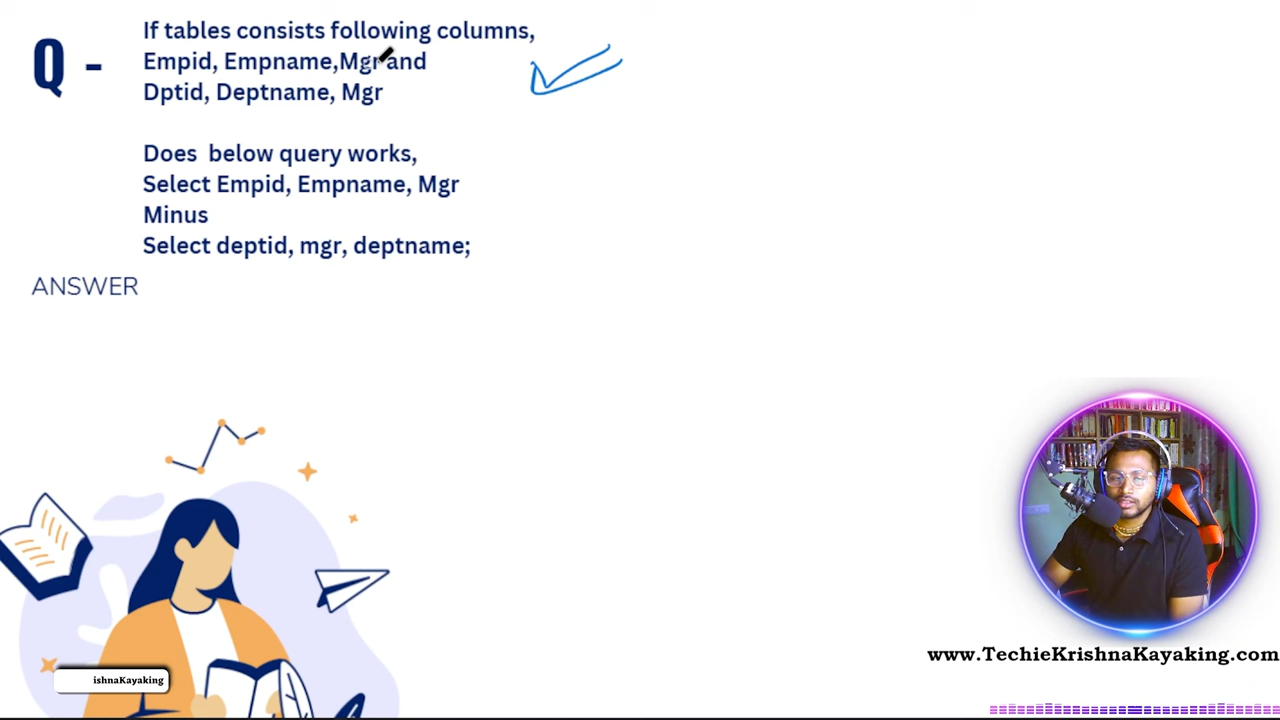 Q -
If tables consists following columns,
Empid, Empname,Mgr and
Dptid, Deptname, Mgr
Does below query works,
Select Empid, Empname, Mgr
Minus
Select deptid, mgr, deptname;
ANSWER
www.TechieKrishnaKayaking.com
ishnaKayaking